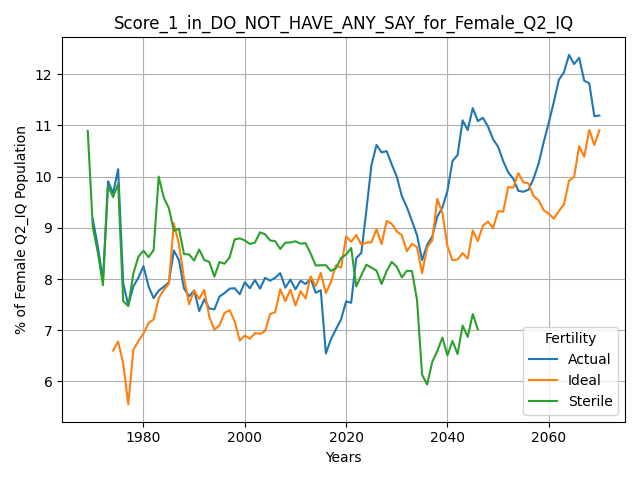 Score_1_in_DO_NOT_HAVE_ANY_SAY_for_Female_Q2_IQ
% of Female Q2_IQ Population
12
11
10
9
8
7
6
1980
2000
2020
2040
2060
Years
Fertility
Actual
Ideal
Sterile